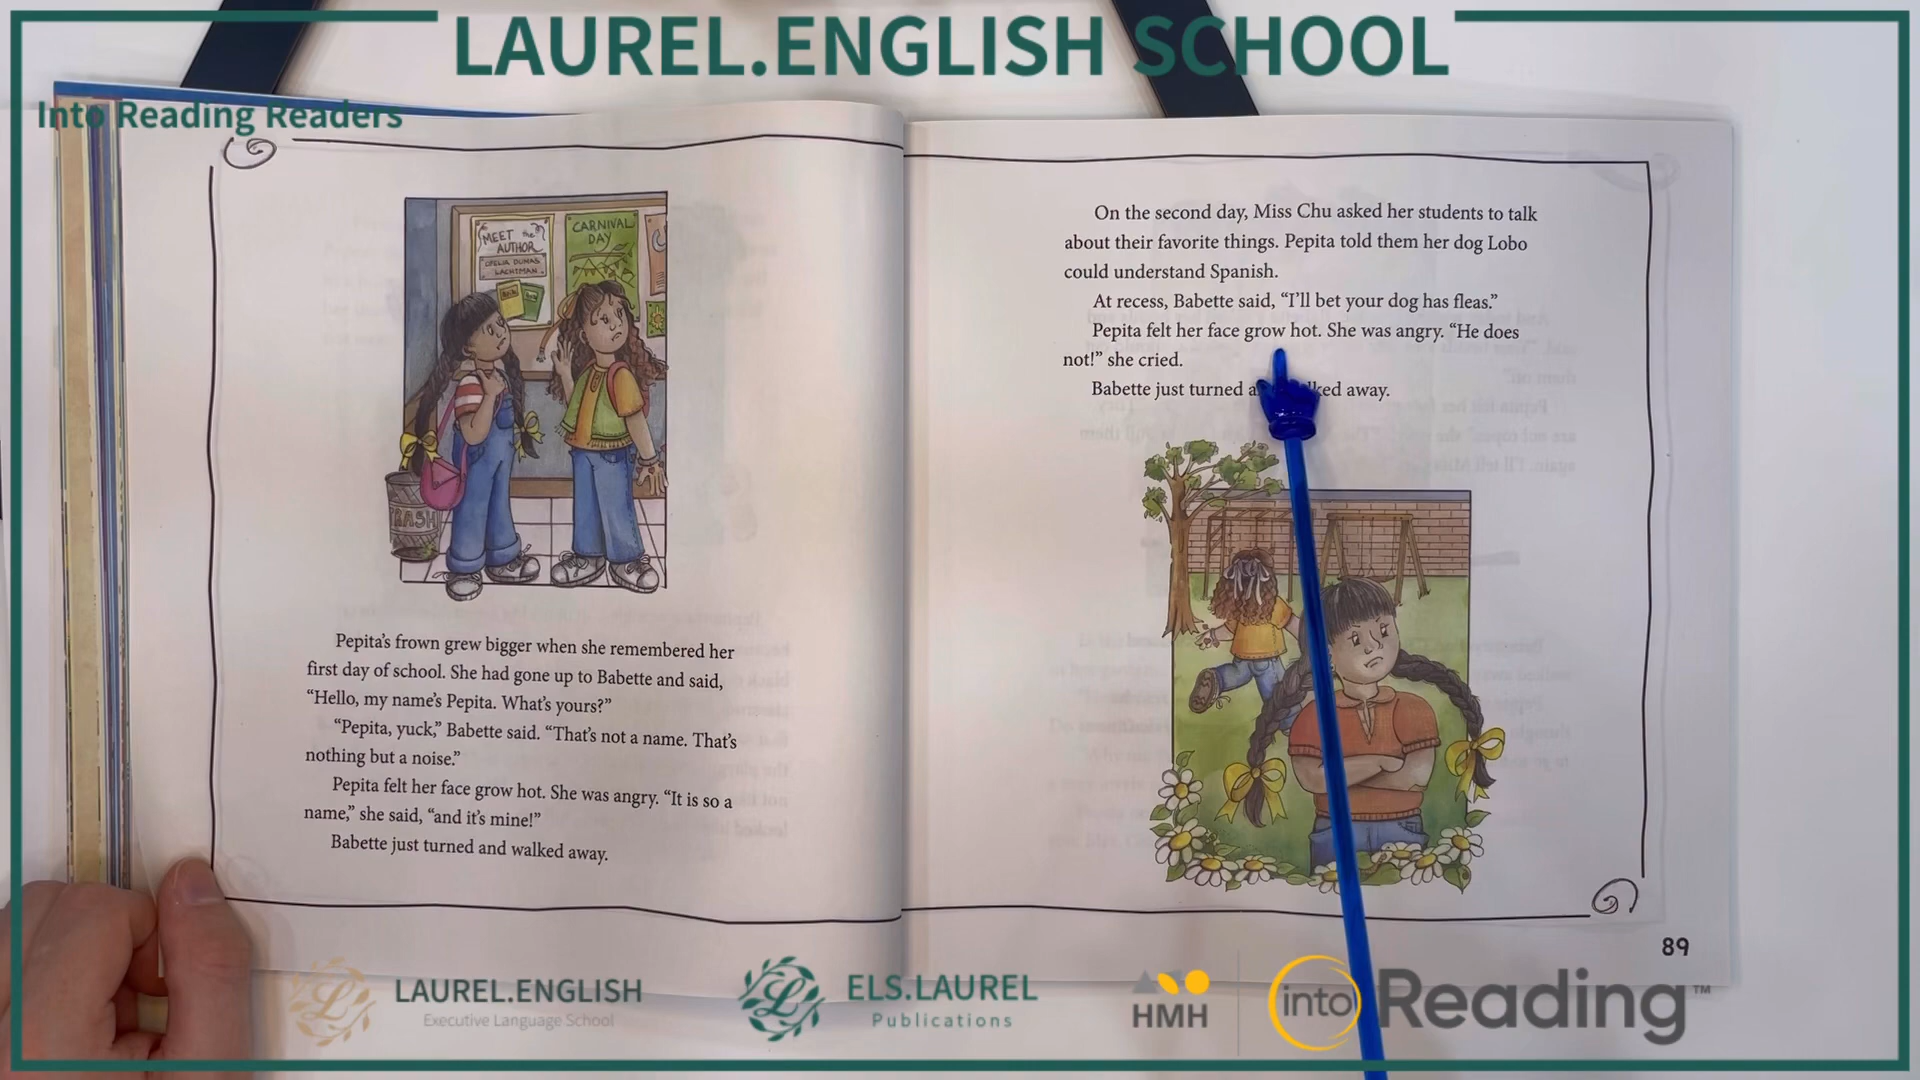 LAUREL.ENGLISH SCHOOL
Into Reading Readers
MEET the
AUTHOR
OFELIA DUMAS
LACHTMAN
CARNIVAL
DAY
TRASH
Pepita's frown grew bigger when she remembered her
first day of school. She had gone up to Babette and said,
“Hello, my name's Pepita. What's yours?”
“Pepita, yuck,” Babette said. “That's not a name. That's
nothing but a noise.”
Pepita felt her face grow hot. She was angry. “It is so a
name,” she said, “and it's mine!”
Babette just turned and walked away.
On the second day, Miss Chu asked her students to talk
about their favorite things. Pepita told them her dog Lobo
could understand Spanish.
At recess, Babette said, “I'll bet your dog has fleas.”
Pepita felt her face grow hot. She was angry. “He does
not!” she cried.
Babette just turned a ked away.
89
LAUREL.ENGLISH
Executive Language School
ELS.LAUREL
Publications
HMH
into Reading™